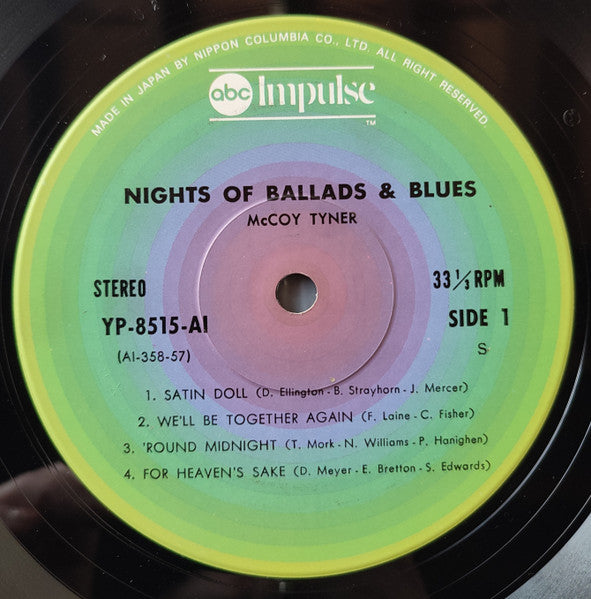 MADE IN JAPAN BY NIPPON COLUMBIA CO., LTD. ALL RIGHT RESERVED.
abc Impulse
TM
NIGHTS OF BALLADS & BLUES
McCOY TYNER
STEREO
33 1/3 RPM
YP-8515-AI
SIDE 1
(AI-358-57)
S
1. SATIN DOLL (D. Ellington-B. Strayhorn-J. Mercer)
2. WE'LL BE TOGETHER AGAIN (F. Laine-C. Fisher)
3. 'ROUND MIDNIGHT (T. Mork-N. Williams-P. Hanighen)
4. FOR HEAVEN'S SAKE (D. Meyer-E. Bretton-S. Edwards)